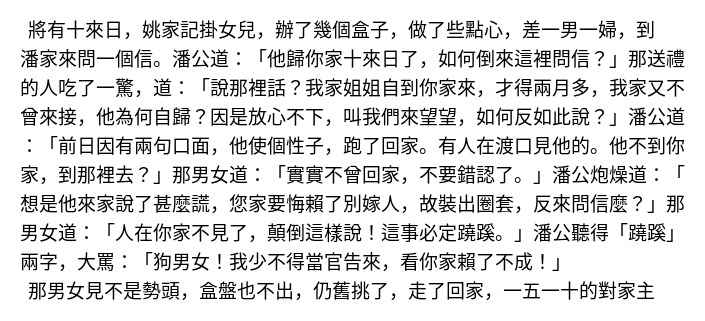 將有十來日，姚家記掛女兒，辦了幾個盒子，做了些點心，差一男一婦，到
潘家來問一個信。潘公道：「他歸你家十來日了，如何倒來這裡問信？」那送禮
的人吃了一驚，道：「說那裡話？我家姐姐自到你家來，才得兩月多，我家又不
曾來接，他為何自歸？因是放心不下，叫我們來望望，如何反如此說？」潘公道
：「前日因有兩句口面，他使個性子，跑了回家。有人在渡口見他的。他不到你
家，到那裡去？」那男女道：「實實不曾回家，不要錯認了。」潘公炮燥道：「
想是他來家說了甚麼謊，您家要悔賴了別嫁人，故裝出圈套，反來問信麼？」那
男女道：「人在你家不見了，顛倒這樣說！這事必定蹺蹊。」潘公聽得「蹺蹊」
兩字，大罵：「狗男女！我少不得當官告來，看你家賴了不成！」
那男女見不是勢頭，盒盤也不出，仍舊挑了，走了回家，一五一十的對家主